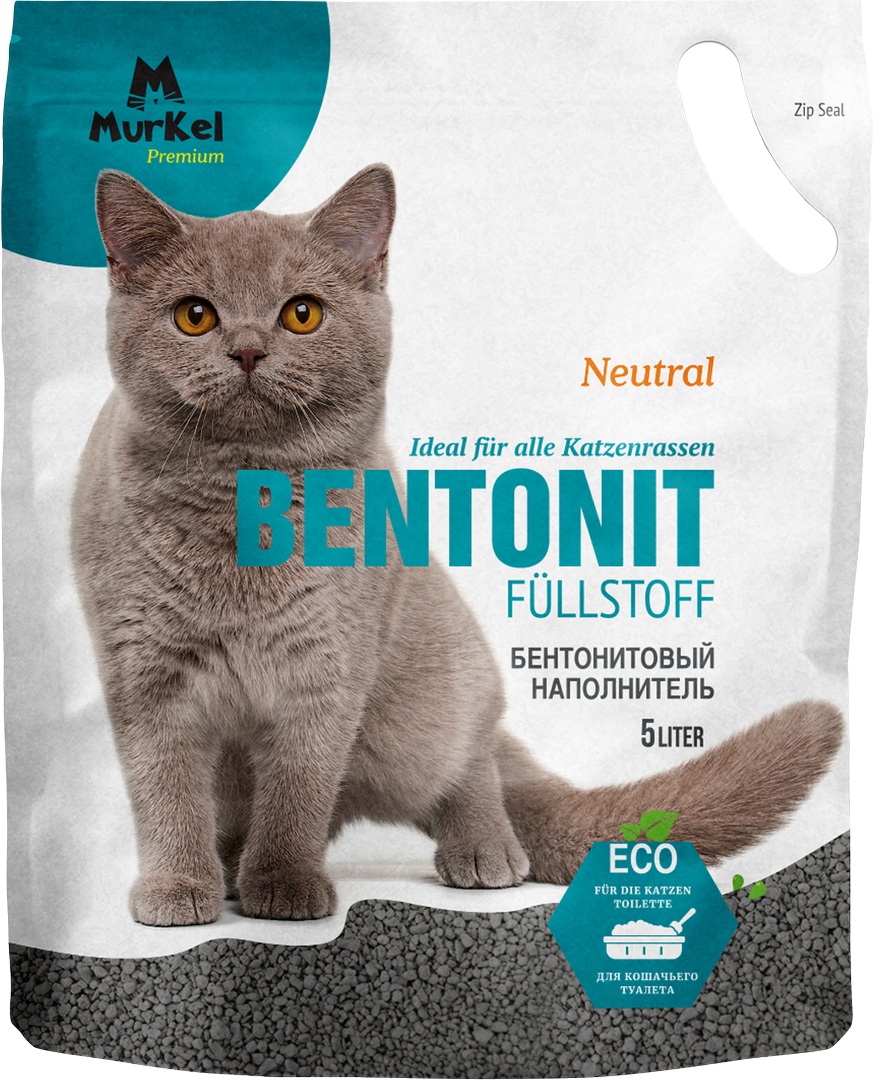 MurKel
Premium
Zip Seal
Neutral
Ideal für alle Katzenrassen
BENTONIT
FÜLLSTOFF
БЕНТОНИТОВЫЙ
НАПОЛНИТЕЛЬ
5 LITER
ECO
FÜR DIE KATZEN
TOILETTE
ДЛЯ КОШАЧЬЕГО
ТУАЛЕТА